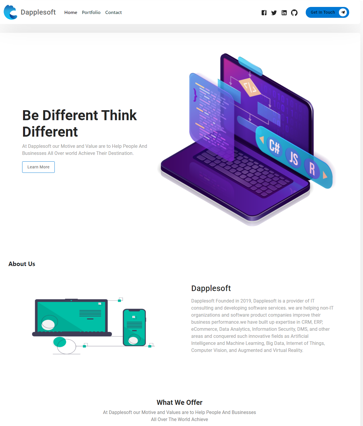 Dapplesoft
Home Portfolio Contact
Get in touch
Be Different Think
Different
At Dapplesoft our Motive and Value are to Help People And
Businesses All Over world Achieve Their Destination.
C#
JS
R
Learn More
About Us
Dapplesoft
Dapplesoft Founded in 2019, Dapplesoft is a provider of IT
consulting and developing software services, we are helping non-IT
organizations and software product companies improve their
business performance.we have built up expertise in CRM, ERP,
eCommerce, Data Analytics, Information Security, OMS, and other
areas and conquered such innovative fields as Artificial
Intelligence and Machine Learning, Big Data, Internet of Things,
Computer Vision, and Augmented and Virtual Reality.
What We Offer
At Dapplesoft our Motive and Values are to Help People And Businesses
All Over The World Achieve